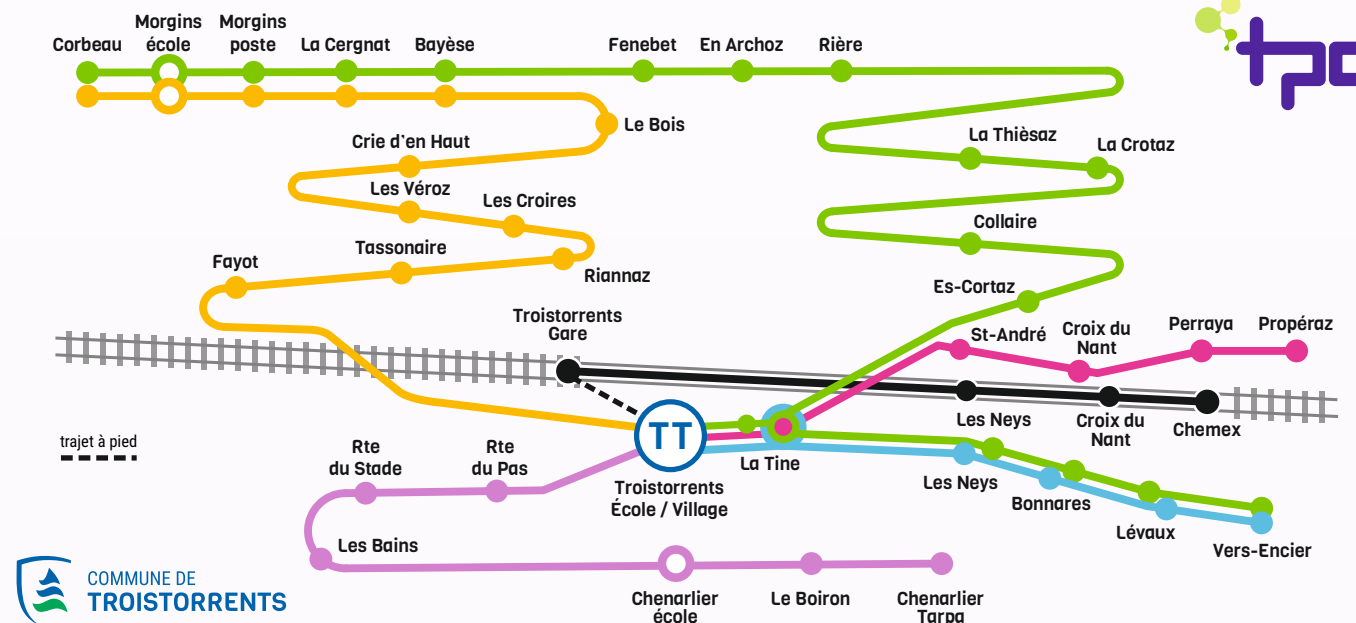 Corbeau
Morgins
école
Morgins
poste
La Cergnat
Bayèse
Fenebet
En Archoz
Rière
tpc
Le Bois
Crie d'en Haut
La Thièsaz
La Crotaz
Les Véroz
Les Croires
Collaire
Tassonaire
Fayot
Riannaz
Es-Cortaz
Troistorrents
Gare
St-André
Croix du
Nant
Perraya
Propéraz
Les Neys
Croix du
Nant
Chemex
trajet à pied
TT
Rte
du Stade
Rte
du Pas
La Tine
Troistorrents
École / Village
Les Neys
Bonnares
Lévaux
Vers-Encier
Les Bains
COMMUNE DE
TROISTORRENTS
Chenarlier
école
Le Boiron
Chenarlier
Tarpa